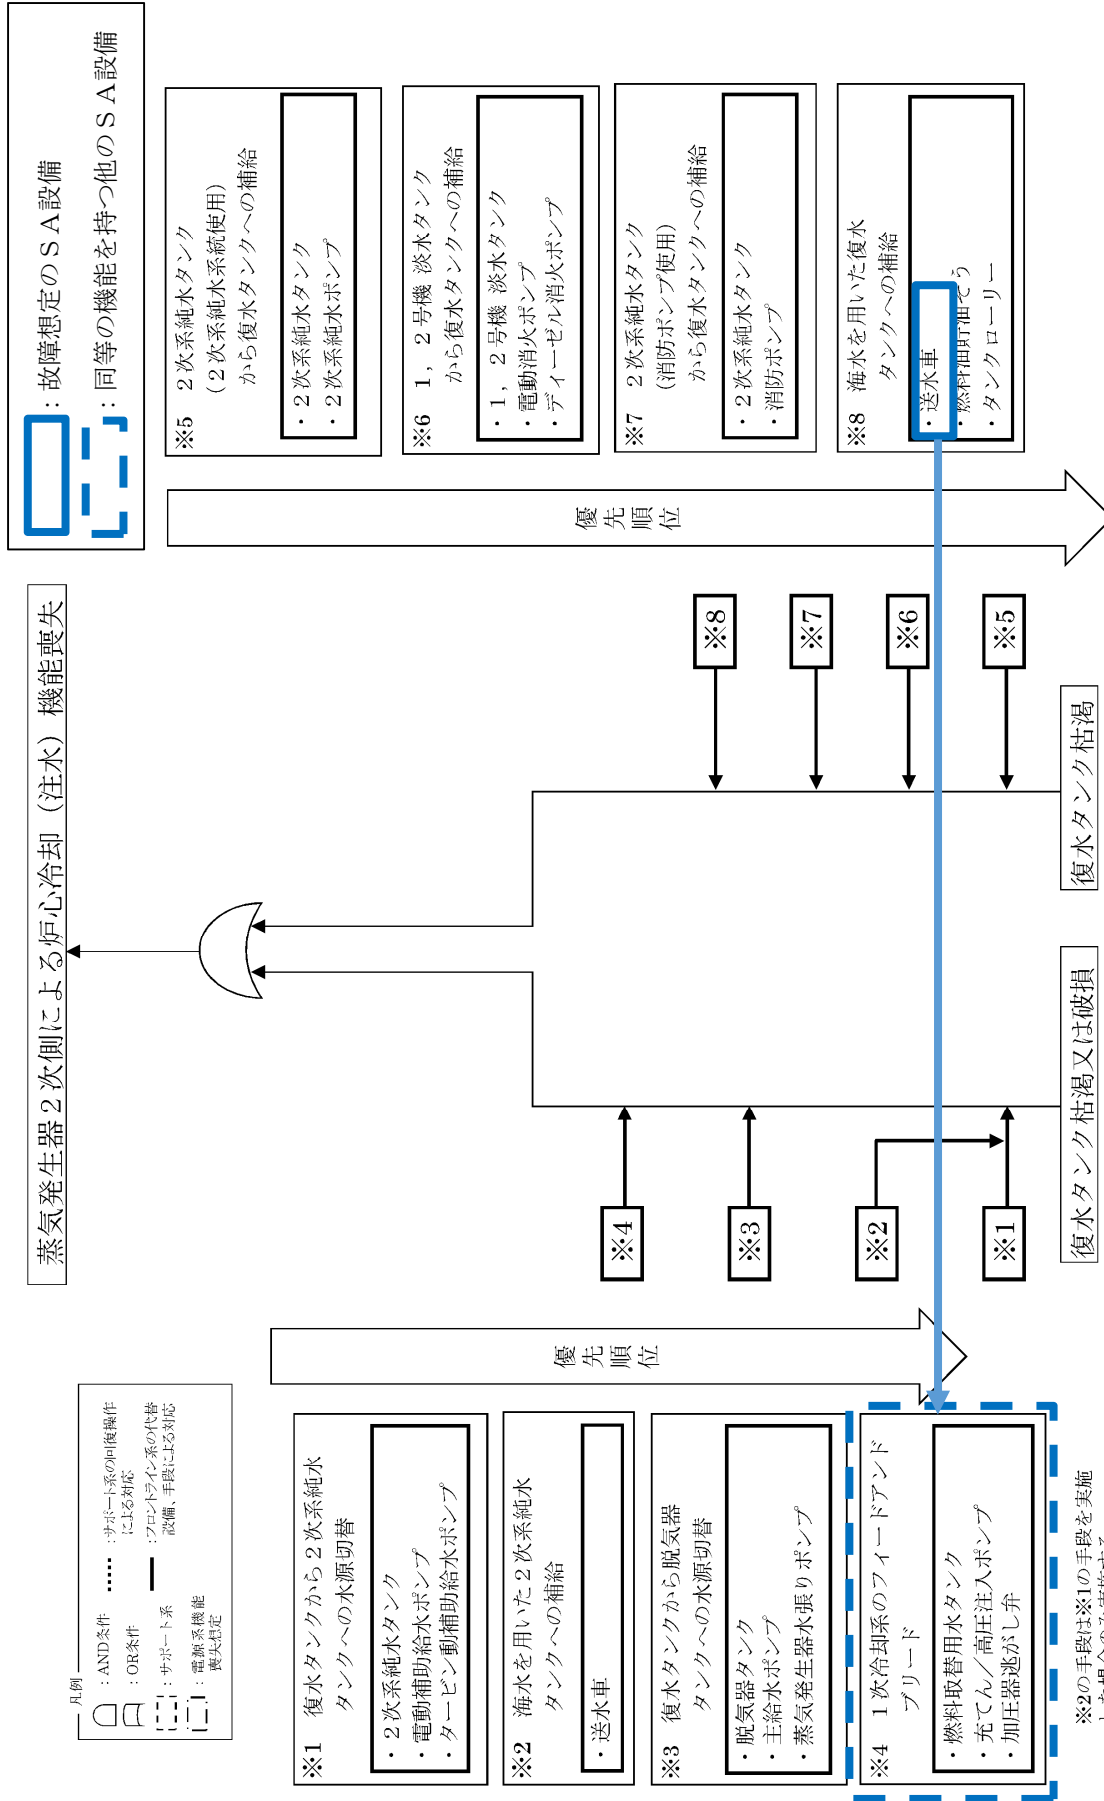 蒸気発生器2次側による炉心冷却(注水)機能喪失
凡例
:AND条件
:OR条件
:サポート系
:電源系機能
喪失想定
:サポート系の回復操作
による対応
:フロントライン系の代替
設備、手段による対応
:故障想定のSA設備
:同等の機能を持つ他のSA設備
※1 復水タンクから2次系純水
タンクへの水源切替
・2次系純水タンク
・電動補助給水ポンプ
・タービン動補助給水ポンプ
※2 海水を用いた2次系純水
タンクへの補給
・送水車
※3 復水タンクから脱気器
タンクへの水源切替
・脱気器タンク
・主給水ポンプ
・蒸気発生器水張りポンプ
※4 1次冷却系のフィードアンド
ブリード
・燃料取替用水タンク
・充てん/高圧注入ポンプ
・加圧器逃がし弁
※2の手段は※1の手段を実施
優先順位
※4
※3
※2
※1
復水タンク枯渇又は破損
※8
※7
※6
※5
復水タンク枯渇
優先順位
※5 2次系純水タンク
(2次系純水系統使用)
から復水タンクへの補給
・2次系純水タンク
・2次系純水ポンプ
※6 1,2号機 淡水タンク
から復水タンクへの補給
・1,2号機 淡水タンク
・電動消火ポンプ
・ディーゼル消火ポンプ
※7 2次系純水タンク
(消防ポンプ使用)
から復水タンクへの補給
・2次系純水タンク
・消防ポンプ
※8 海水を用いた復水
タンクへの補給
・送水車
・燃料油貯油そう
・タンクローリー